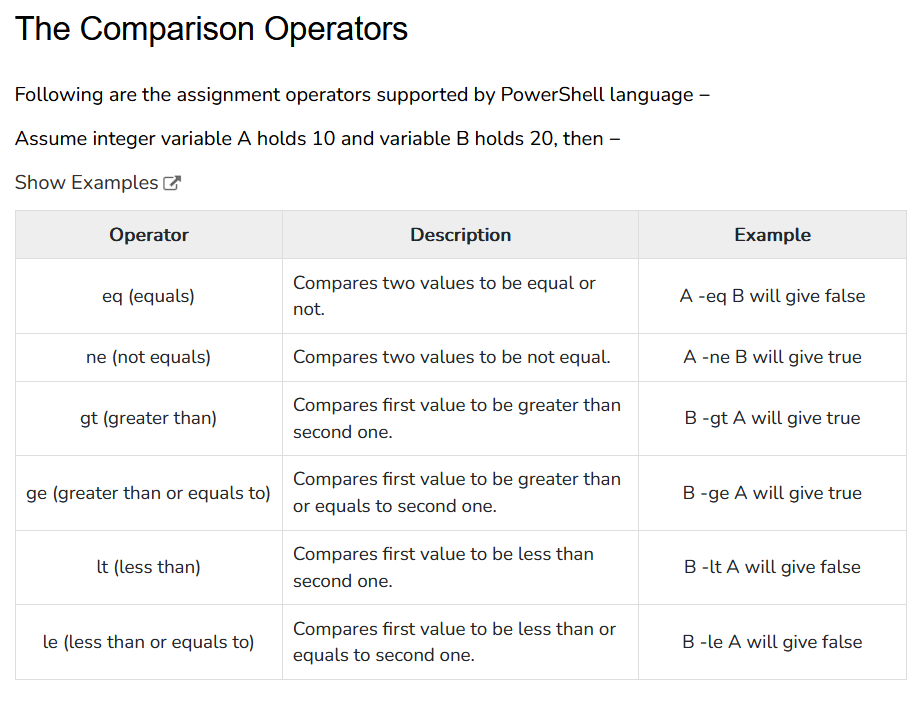 The Comparison Operators
Following are the assignment operators supported by PowerShell language −
Assume integer variable A holds 10 and variable B holds 20, then −
Show Examples
Operator Description Example
eq (equals) Compares two values to be equal or
not. A -eq B will give false
ne (not equals) Compares two values to be not equal. A -ne B will give true
gt (greater than) Compares first value to be greater than
second one. B -gt A will give true
ge (greater than or equals to) Compares first value to be greater than
or equals to second one. B -ge A will give true
lt (less than) Compares first value to be less than
second one. B -lt A will give false
le (less than or equals to) Compares first value to be less than or
equals to second one. B -le A will give false